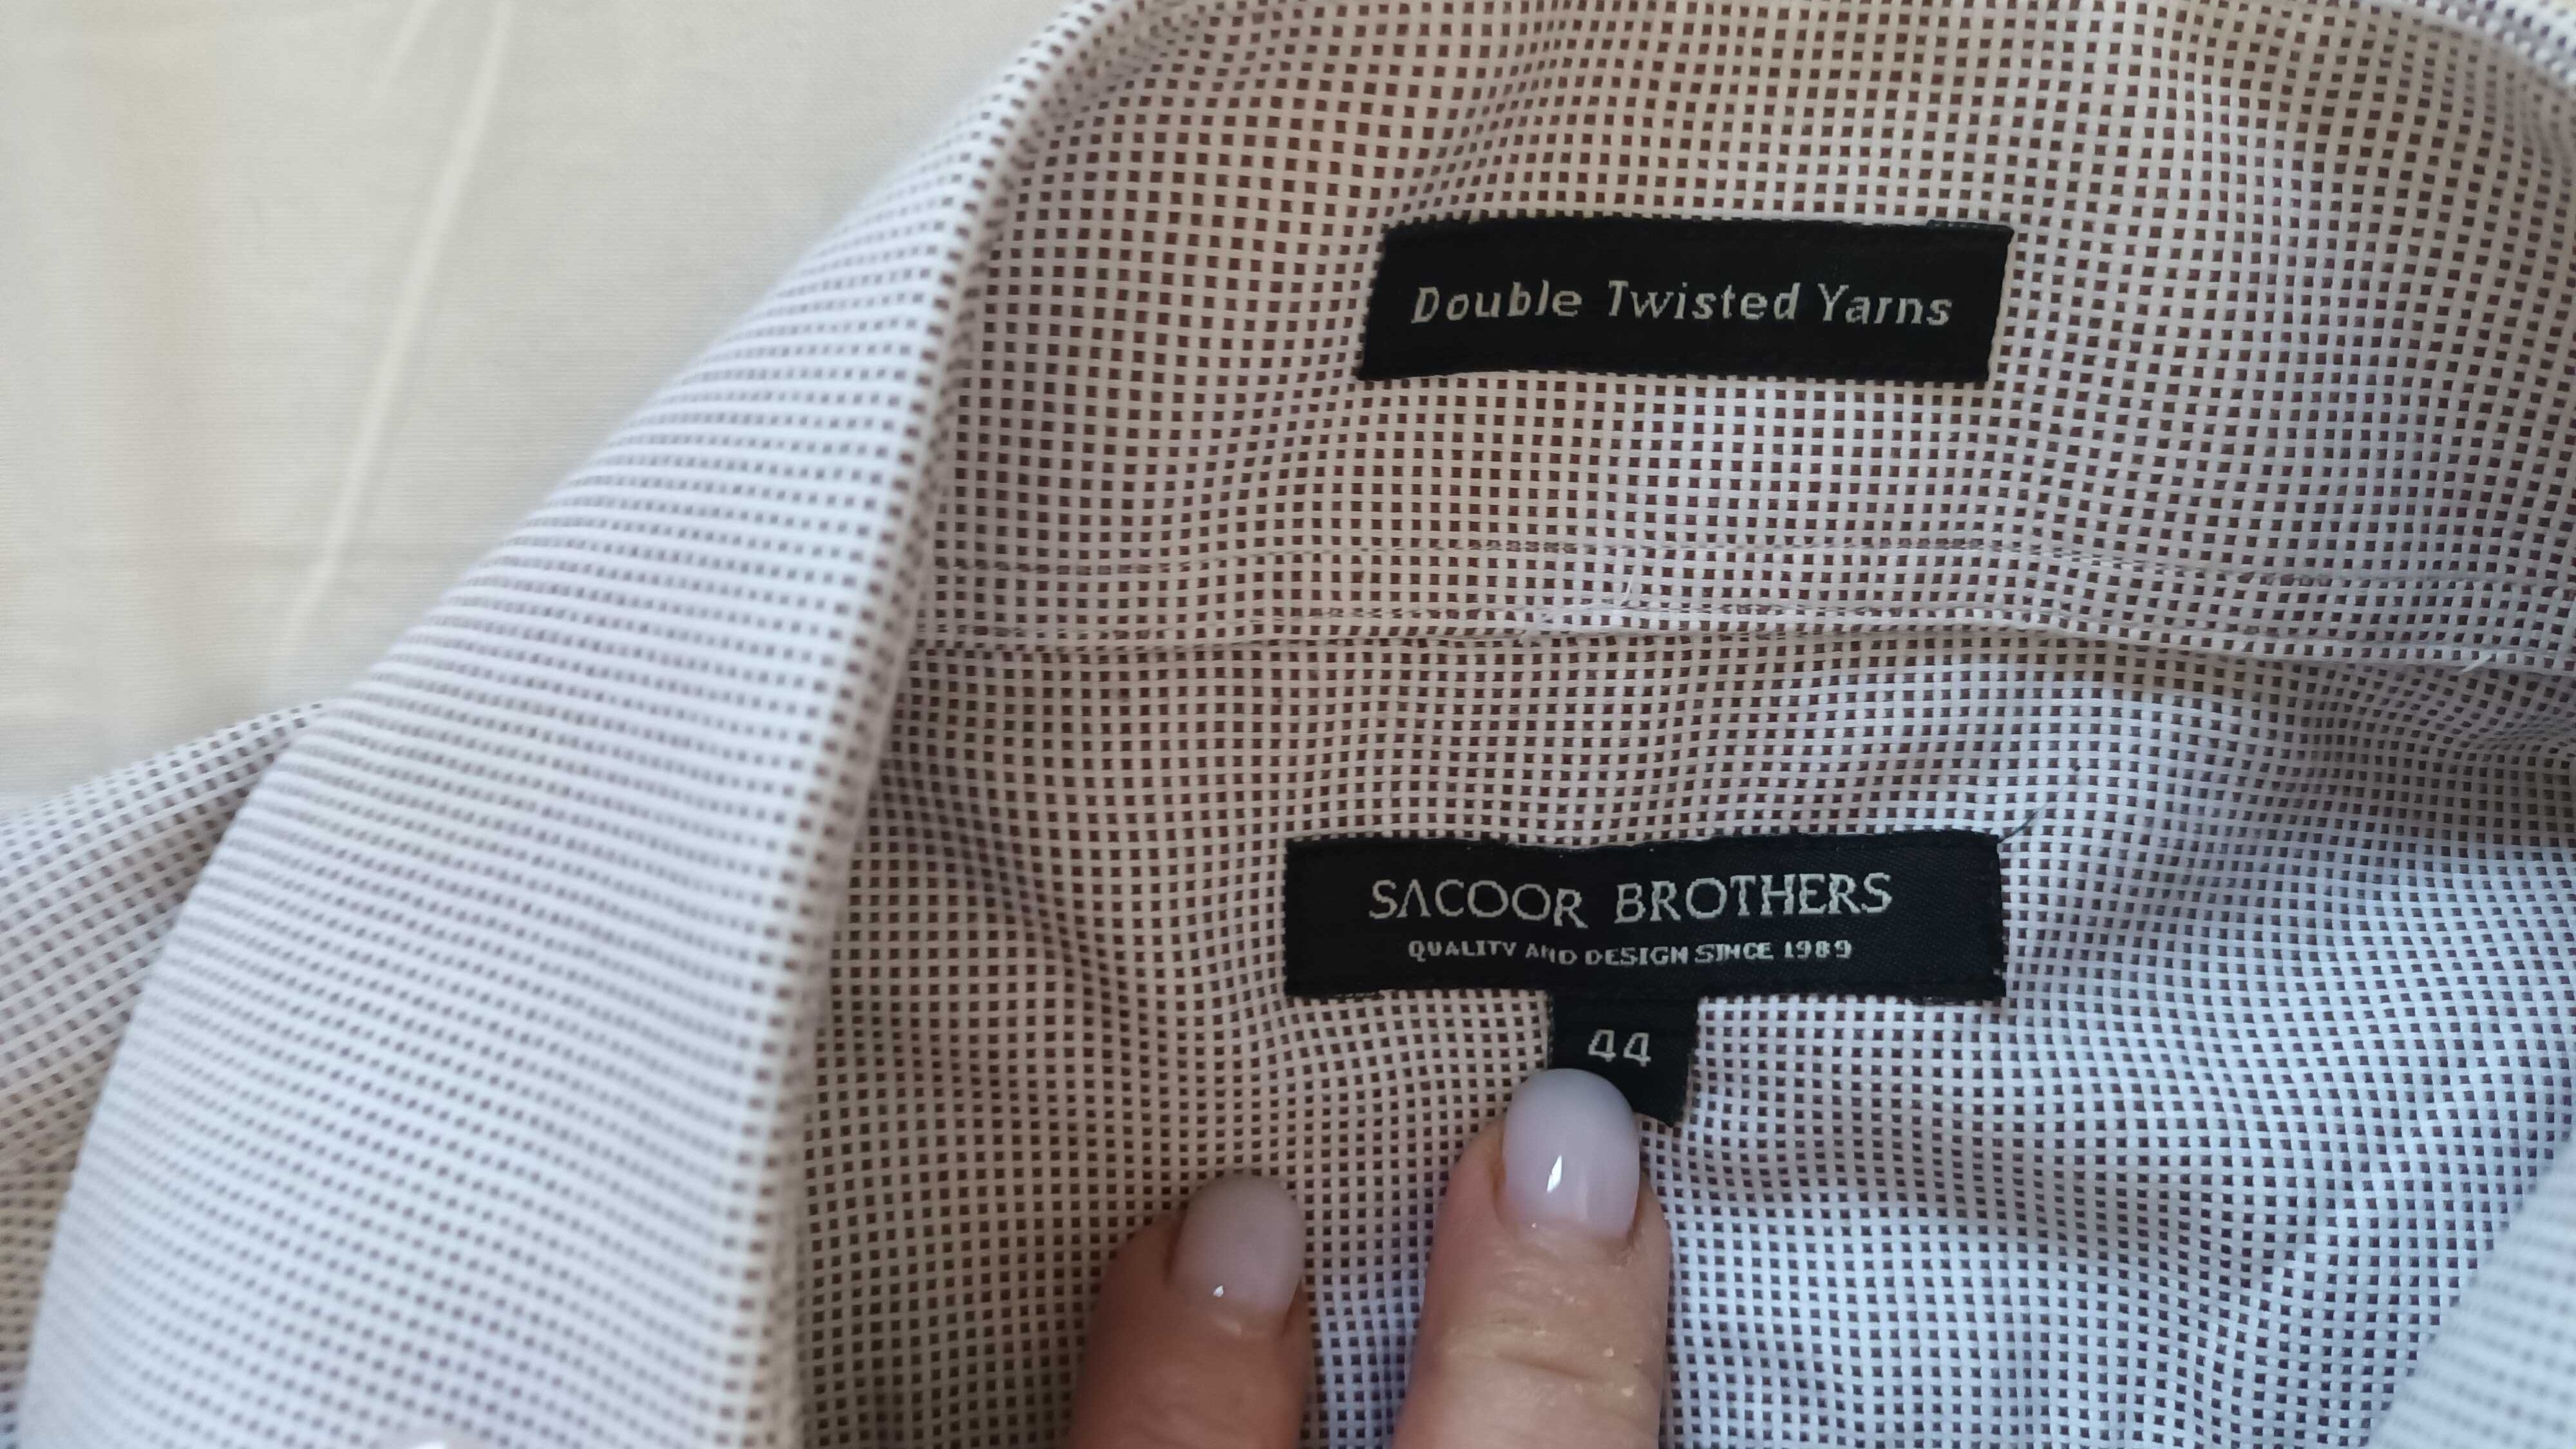 Double Twisted Yarns
SACOOR BROTHERS
QUALITY AND DESIGN SINCE 1989
44